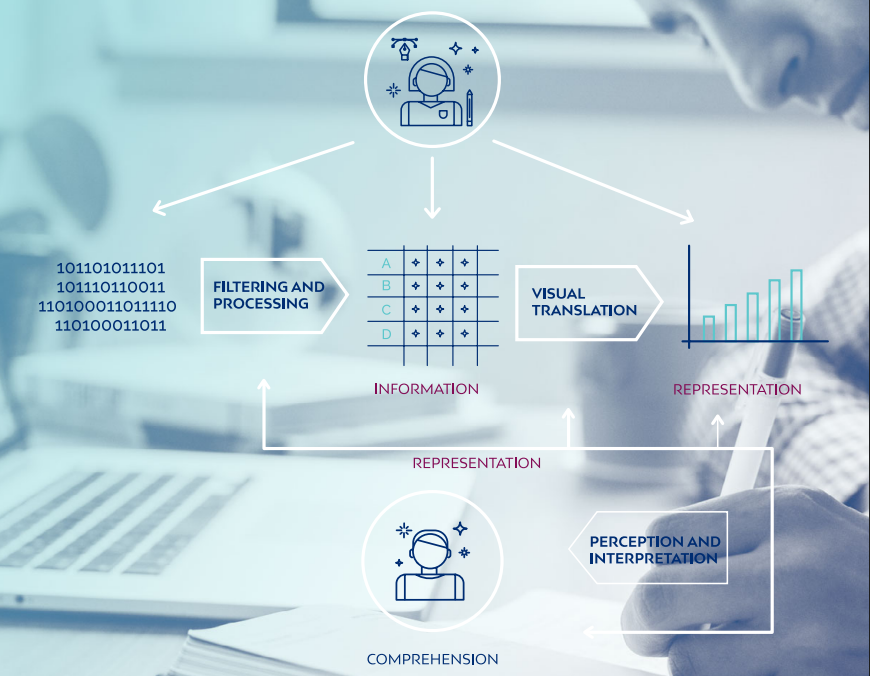 101101011101
101110110011
110100011011110
110100011011
FILTERING AND
PROCESSING
A
B
C
D
VISUAL
TRANSLATION
INFORMATION
REPRESENTATION
REPRESENTATION
PERCEPTION AND
INTERPRETATION
COMPREHENSION